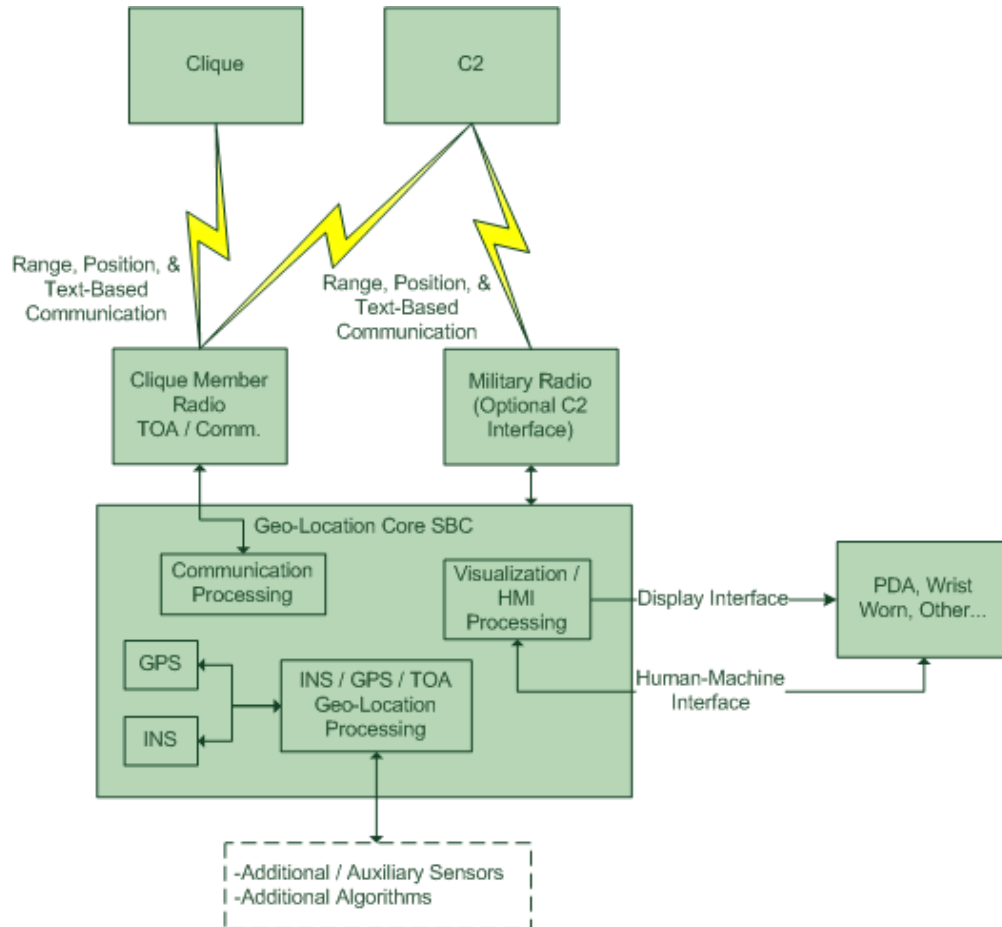 Clique
C2
Range, Position, &
Text-Based
Communication
Range, Position, &
Text-Based
Communication
Clique Member
Radio
TOA / Comm.
Military Radio
(Optional C2
Interface)
Geo-Location Core SBC
Communication
Processing
Visualization /
HMI
Processing
Display Interface
PDA, Wrist
Worn, Other...
GPS
INS / GPS / TOA
Geo-Location
Processing
Human-Machine
Interface
INS
-Additional / Auxiliary Sensors
-Additional Algorithms